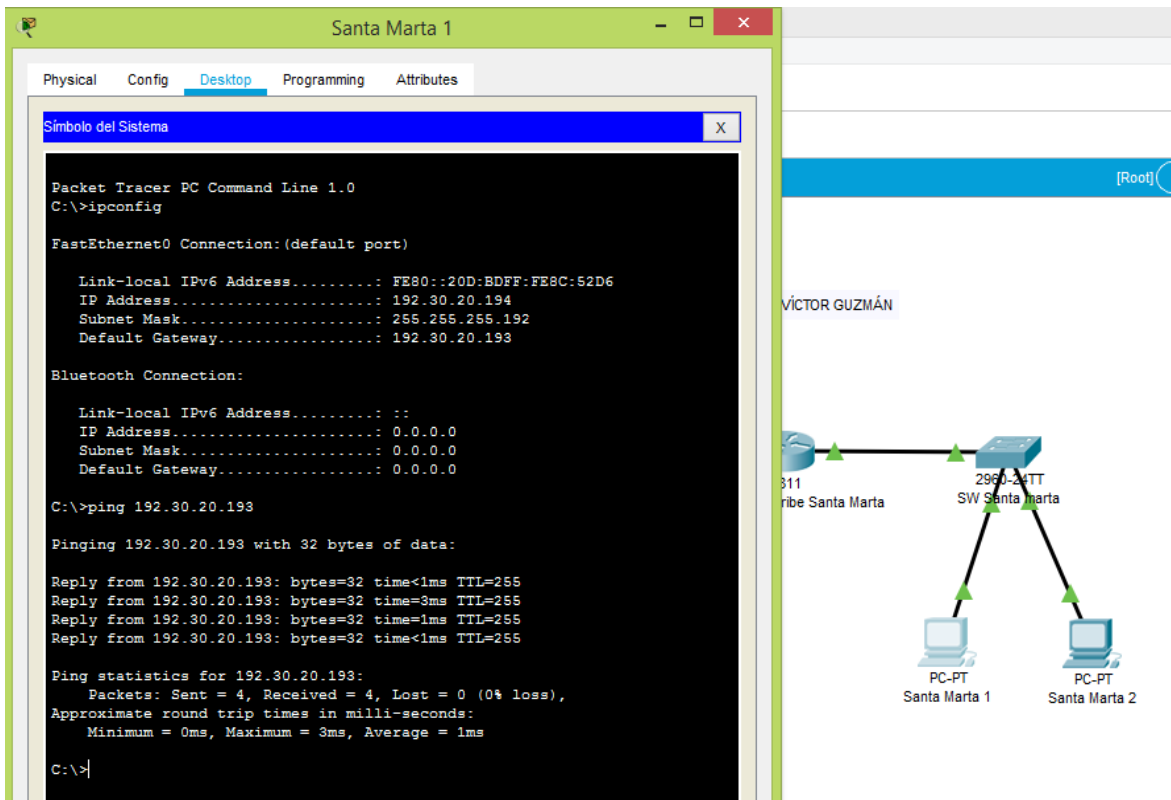 Santa Marta 1
Physical Config Desktop Programming Attributes
Símbolo del Sistema
X
Packet Tracer PC Command Line 1.0
C:\>ipconfig
FastEthernet0 Connection:(default port)
Link-local IPv6 Address.........: FE80::20D:BDFF:FE8C:52D6
IP Address......................: 192.30.20.194
Subnet Mask.....................: 255.255.255.192
Default Gateway.................: 192.30.20.193
Bluetooth Connection:
Link-local IPv6 Address.........: ::
IP Address......................: 0.0.0.0
Subnet Mask.....................: 0.0.0.0
Default Gateway.................: 0.0.0.0
C:\>ping 192.30.20.193
Pinging 192.30.20.193 with 32 bytes of data:
Reply from 192.30.20.193: bytes=32 time<1ms TTL=255
Reply from 192.30.20.193: bytes=32 time=3ms TTL=255
Reply from 192.30.20.193: bytes=32 time=1ms TTL=255
Reply from 192.30.20.193: bytes=32 time<1ms TTL=255
Ping statistics for 192.30.20.193:
Packets: Sent = 4, Received = 4, Lost = 0 (0% loss),
Approximate round trip times in milli-seconds:
Minimum = 0ms, Maximum = 3ms, Average = 1ms
C:\>
[Root]
VÍCTOR GUZMÁN
311
ribe Santa Marta
2960-24TT
SW Santa marta
PC-PT
Santa Marta 1
PC-PT
Santa Marta 2